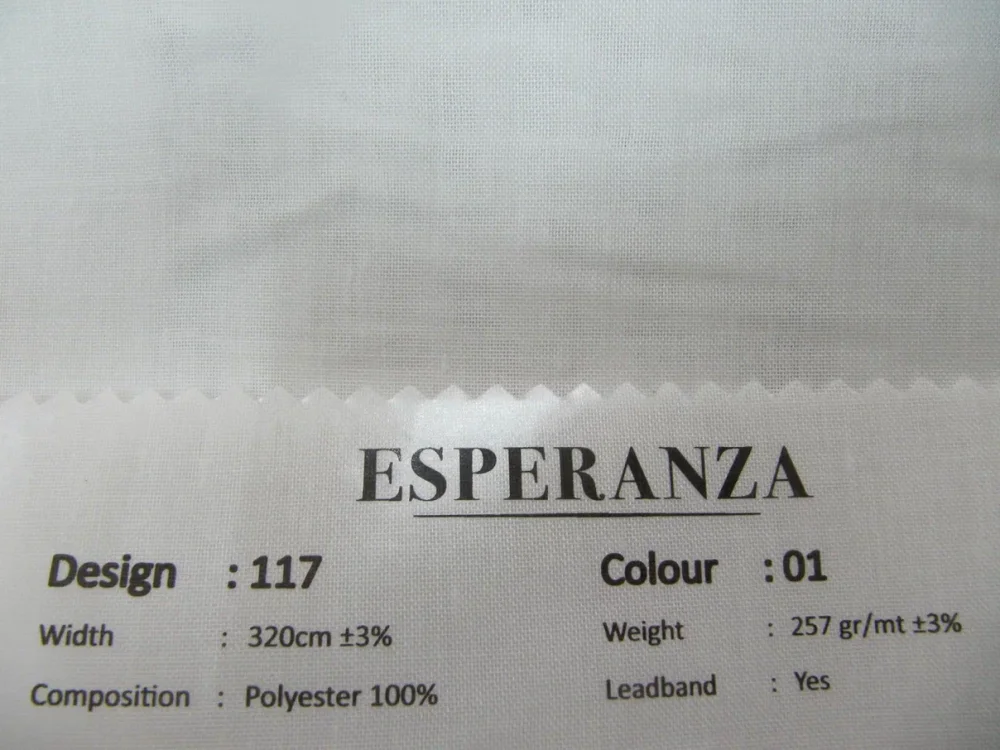 ESPERANZA
Design : 117 Colour : 01
Width : 320cm ±3% Weight : 257 gr/mt ±3%
Composition : Polyester 100% Leadband : Yes